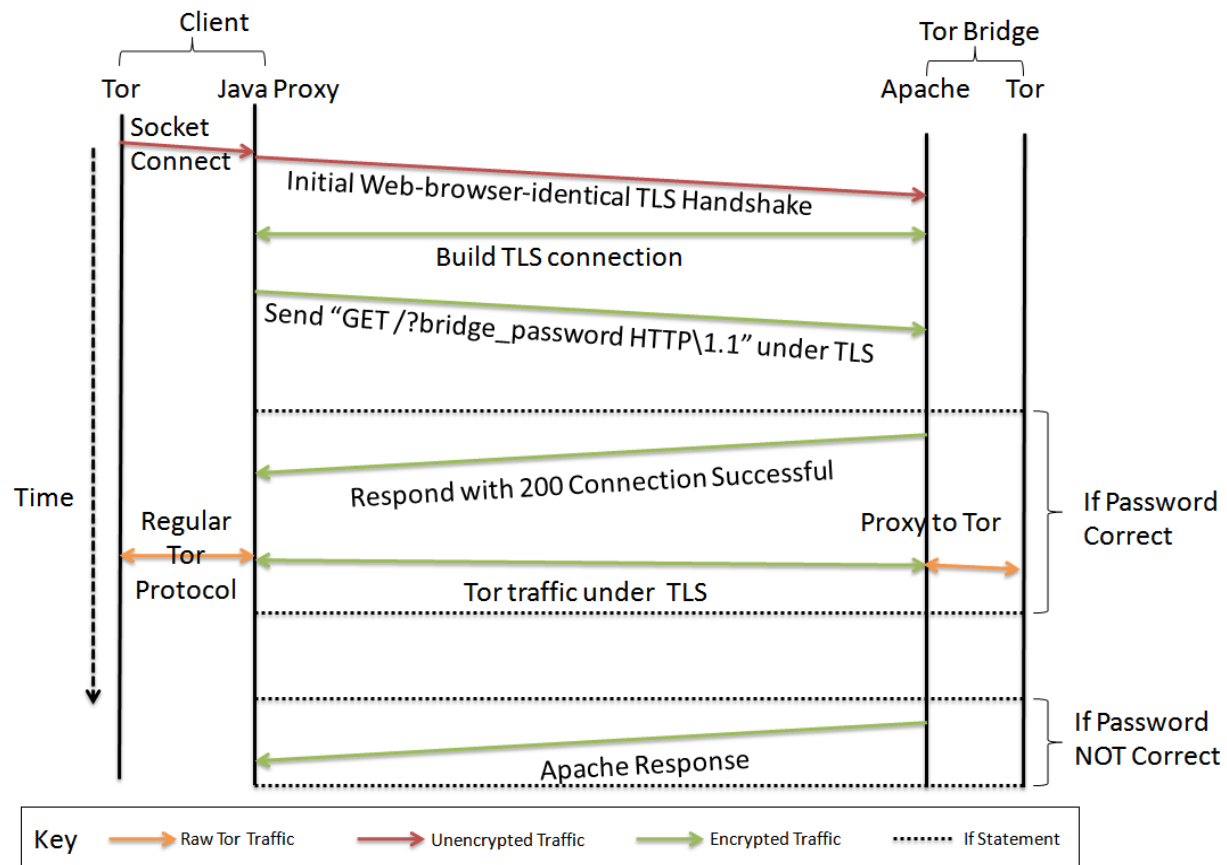 Client
Tor Bridge
Tor
Java Proxy
Apache
Tor
Socket
Connect
Initial Web-browser-identical TLS Handshake
Build TLS connection
Send “GET /?bridge_password HTTP\1.1” under TLS
Respond with 200 Connection Successful
Time
If Password
Correct
Regular
Tor
Protocol
Proxy to Tor
Tor traffic under TLS
If Password
NOT Correct
Apache Response
Key
Raw Tor Traffic
Unencrypted Traffic
Encrypted Traffic
If Statement